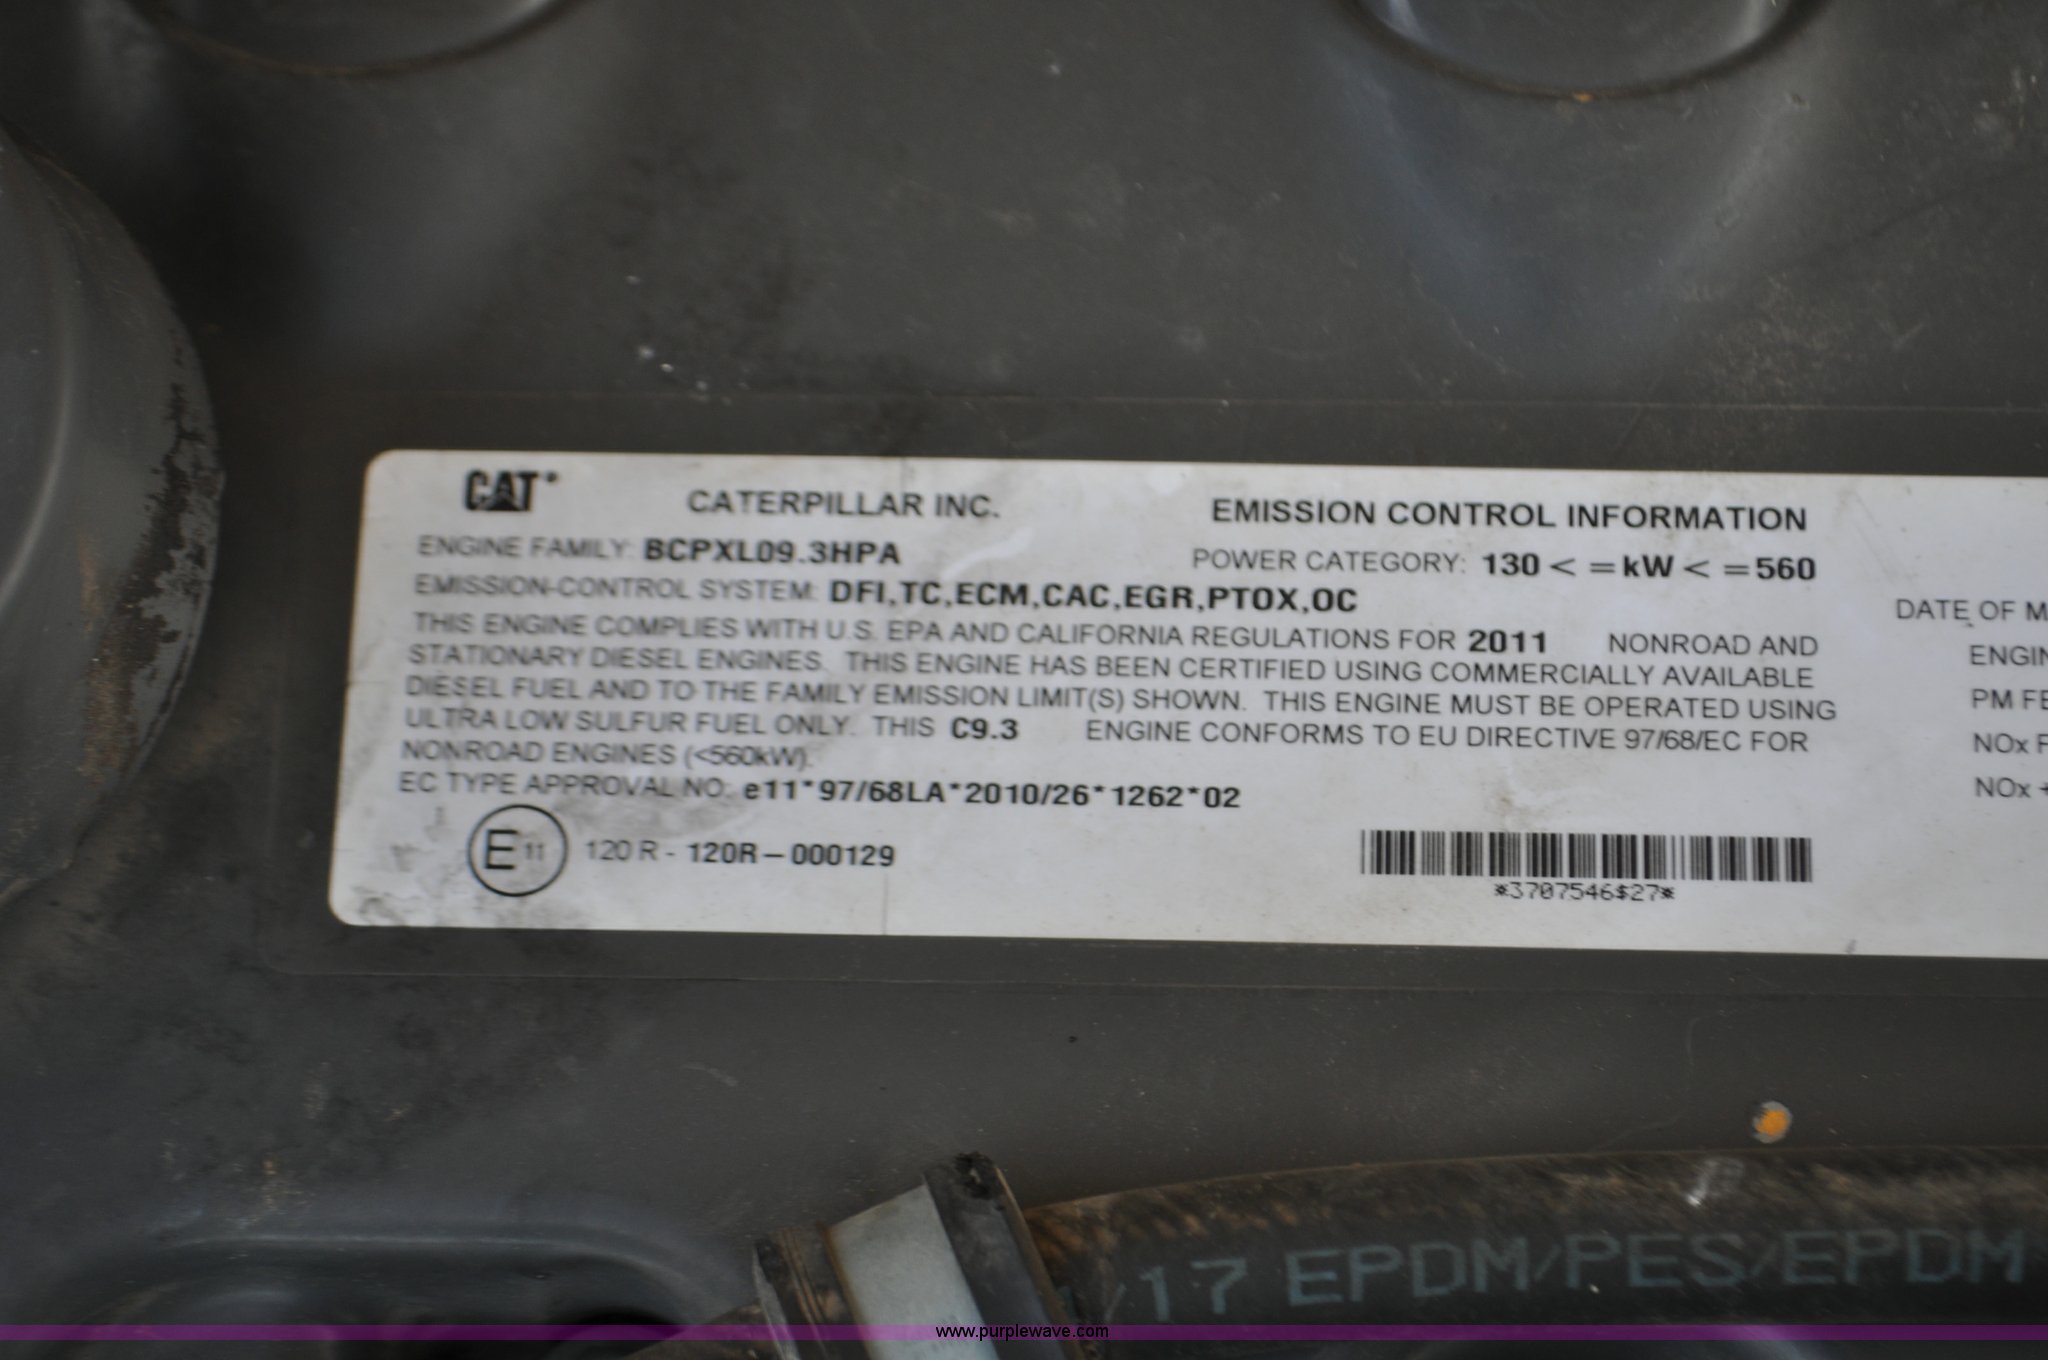 CAT CATERPILLAR INC. EMISSION CONTROL INFORMATION
ENGINE FAMILY: BCPXL09.3HPA POWER CATEGORY: 130 < =kW < =560
EMISSION-CONTROL SYSTEM: DFI,TC,ECM,CAC,EGR,PTOX,OC
THIS ENGINE COMPLIES WITH U.S. EPA AND CALIFORNIA REGULATIONS FOR 2011 NONROAD AND
STATIONARY DIESEL ENGINES. THIS ENGINE HAS BEEN CERTIFIED USING COMMERCIALLY AVAILABLE
DIESEL FUEL AND TO THE FAMILY EMISSION LIMIT(S) SHOWN. THIS ENGINE MUST BE OPERATED USING
ULTRA LOW SULFUR FUEL ONLY. THIS C9.3 ENGINE CONFORMS TO EU DIRECTIVE 97/68/EC FOR
NONROAD ENGINES (<560kW).
EC TYPE APPROVAL NO: e11*97/68LA*2010/26*1262*02
E 11 120 R - 120R-000129
*3707546$27*
DATE OF M
ENGIN
PM FE
NOx F
NOx +
/17 EPDM/PES/EPDM
www.purplewave.com